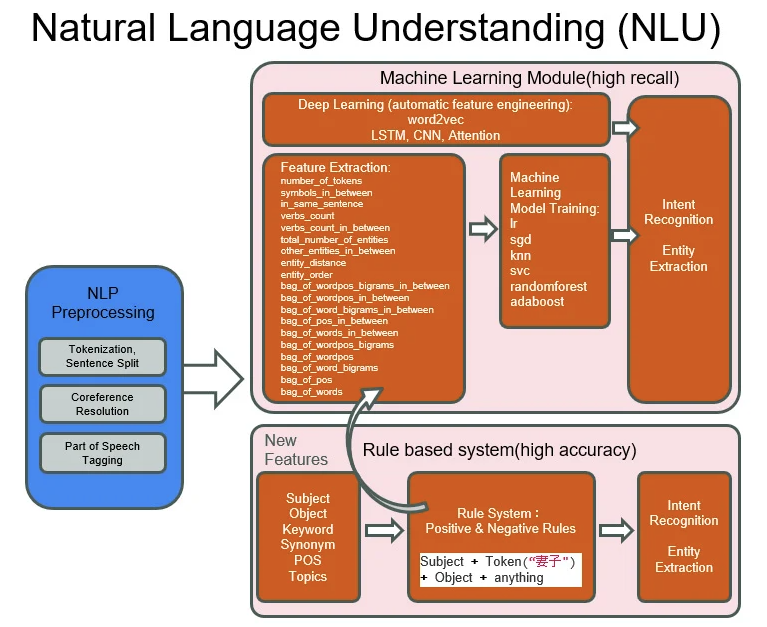 Natural Language Understanding (NLU)
NLP
Preprocessing
Tokenization,
Sentence Split
Coreference
Resolution
Part of Speech
Tagging
Machine Learning Module(high recall)
Deep Learning (automatic feature engineering):
word2vec
LSTM, CNN, Attention
Feature Extraction:
number_of_tokens
symbols_in_between
in_same_sentence
verbs_count
verbs_count_in_between
total_number_of_entities
other_entities_in_between
entity_distance
entity_order
bag_of_wordpos_bigrams_in_between
bag_of_wordpos_in_between
bag_of_word_bigrams_in_between
bag_of_pos_in_between
bag_of_words_in_between
bag_of_wordpos_bigrams
bag_of_wordpos
bag_of_word_bigrams
bag_of_pos
bag_of_words
Machine
Learning
Model Training:
lr
sgd
knn
svc
randomforest
adaboost
Intent
Recognition
Entity
Extraction
New
Features
Rule based system(high accuracy)
Subject
Object
Keyword
Synonym
POS
Topics
Rule System：
Positive & Negative Rules
Subject + Token(“妻子")
+ Object + anything
Intent
Recognition
Entity
Extraction